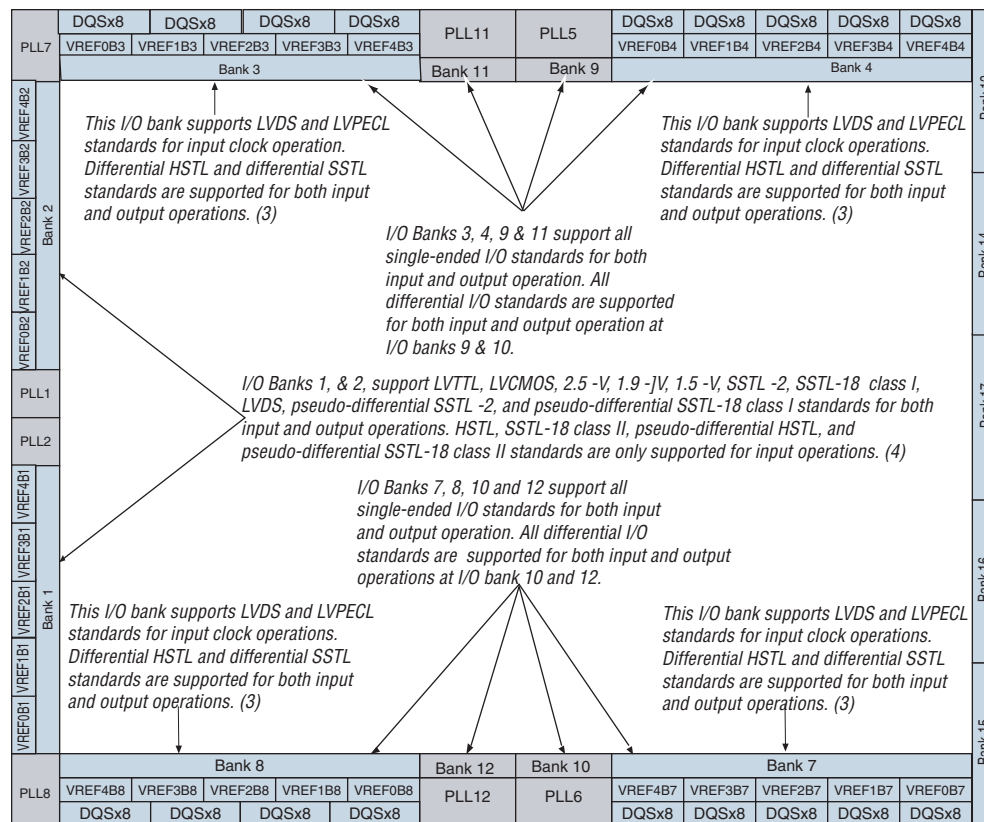 DQSx8 DQSx8 DQSx8 DQSx8
PLL11 PLL5
DQSx8 DQSx8 DQSx8 DQSx8 DQSx8
PLL7
VREF0B3 VREF1B3 VREF2B3 VREF3B3 VREF4B3
VREF0B4 VREF1B4 VREF2B4 VREF3B4 VREF4B4
Bank 3
Bank 11
Bank 9
Bank 4
VREF4B2
VREF3B2
VREF2B2
VREF1B2
VREF0B2
Bank 2
This I/O bank supports LVDS and LVPECL
standards for input clock operation.
Differential HSTL and differential SSTL
standards are supported for both input
and output operations. (3)
This I/O bank supports LVDS and LVPECL
standards for input clock operations.
Differential HSTL and differential SSTL
standards are supported for both input
and output operations. (3)
Bank 14
I/O Banks 3, 4, 9 & 11 support all
single-ended I/O standards for both
input and output operation. All
differential I/O standards are supported
for both input and output operation at
I/O banks 9 & 10.
PLL1
PLL2
I/O Banks 1, & 2, support LVTTL, LVCMOS, 2.5 -V, 1.9 -]V, 1.5 -V, SSTL -2, SSTL-18 class I,
LVDS, pseudo-differential SSTL -2, and pseudo-differential SSTL-18 class I standards for both
input and output operations. HSTL, SSTL-18 class II, pseudo-differential HSTL, and
pseudo-differential SSTL-18 class II standards are only supported for input operations. (4)
Bank 17
VREF4B1
VREF3B1
VREF2B1
VREF1B1
VREF0B1
Bank 1
I/O Banks 7, 8, 10 and 12 support all
single-ended I/O standards for both input
and output operation. All differential I/O
standards are supported for both input and output
operations at I/O bank 10 and 12.
Bank 16
This I/O bank supports LVDS and LVPECL
standards for input clock operations.
Differential HSTL and differential SSTL
standards are supported for both input
and output operations. (3)
This I/O bank supports LVDS and LVPECL
standards for input clock operations.
Differential HSTL and differential SSTL
standards are supported for both input
and output operations. (3)
Bank 15
Bank 8
Bank 12
Bank 10
Bank 7
PLL8
VREF4B8 VREF3B8 VREF2B8 VREF1B8 VREF0B8
PLL12 PLL6
VREF4B7 VREF3B7 VREF2B7 VREF1B7 VREF0B7
DQSx8 DQSx8 DQSx8 DQSx8
DQSx8 DQSx8 DQSx8 DQSx8 DQSx8